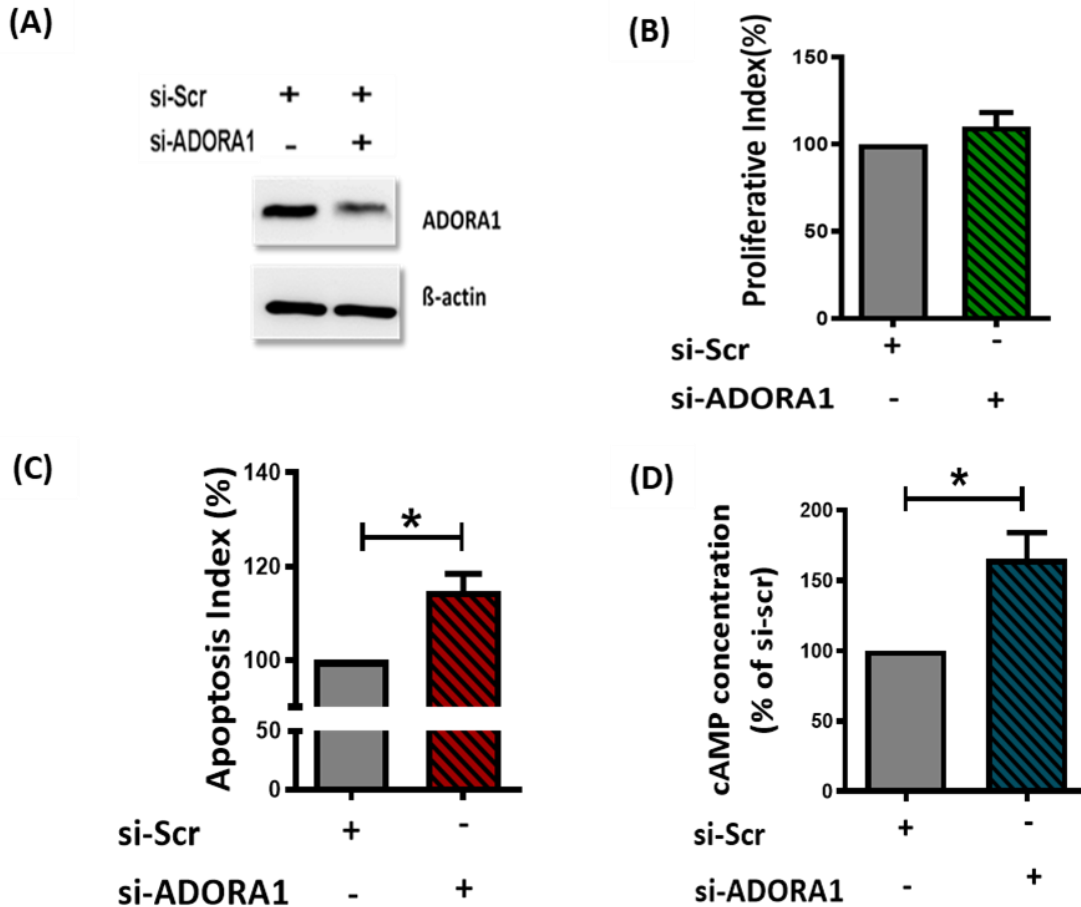 (A)
si-Scr + +
si-ADORA1 - +
ADORA1
ß-actin
(B)
Proliferative Index(%)
150
100
50
0
si-Scr + -
si-ADORA1 - +
(C)
Apoptosis Index (%)
140
120
100
50
0
*
si-Scr + -
si-ADORA1 - +
(D)
cAMP concentration
(% of si-scr)
200
150
100
50
0
*
si-Scr + -
si-ADORA1 - +